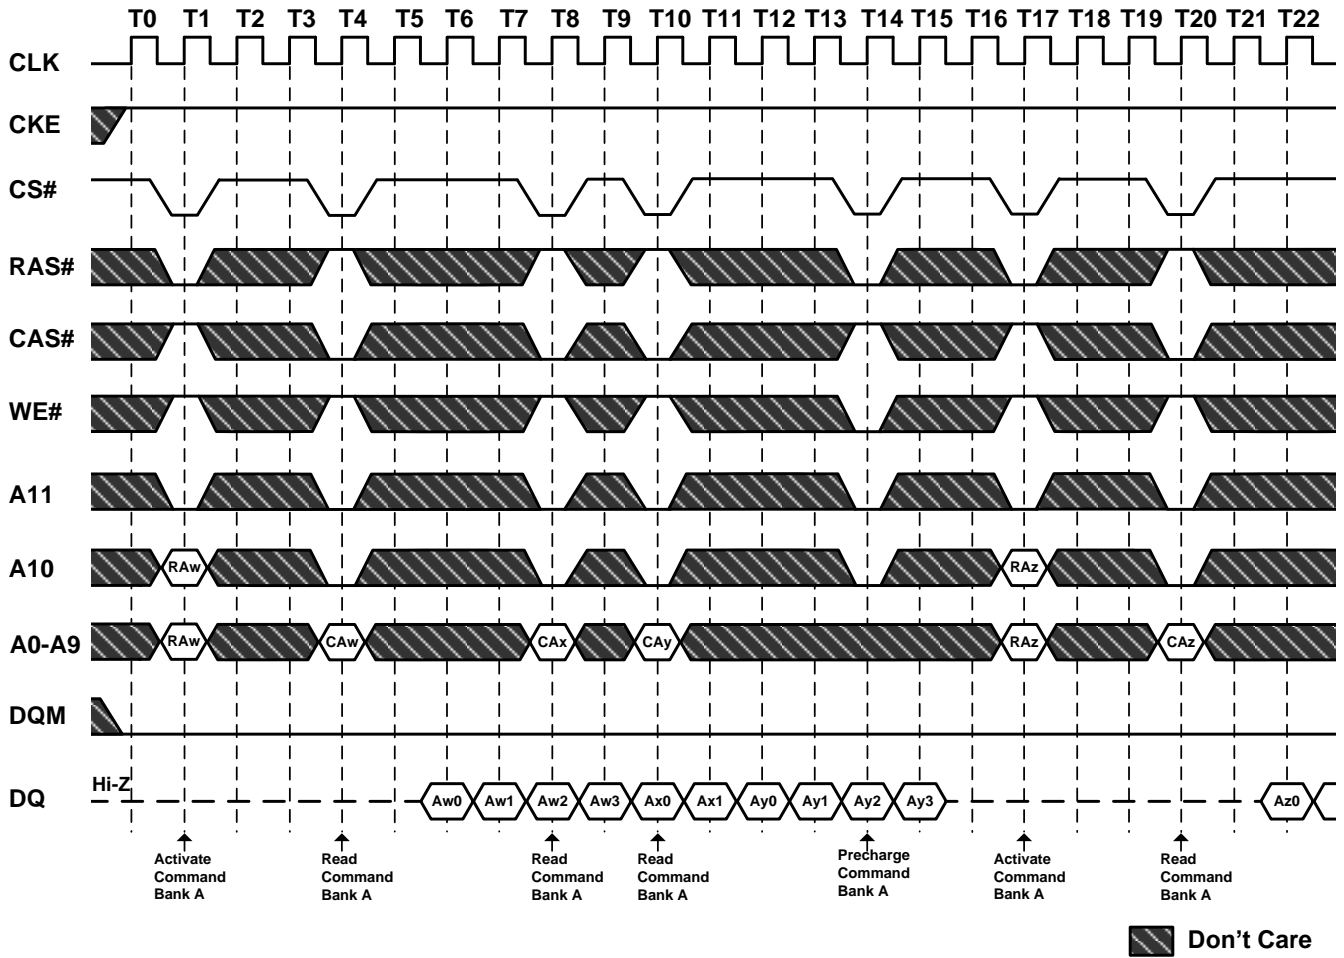 T0 T1 T2 T3 T4 T5 T6 T7 T8 T9 T10 T11 T12 T13 T14 T15 T16 T17 T18 T19 T20 T21 T22
CLK
CKE
CS#
RAS#
CAS#
WE#
A11
A10 RAw RAz
A0-A9 RAw CAw CAx CAy RAz CAz
DQM
Hi-Z
DQ Aw0 Aw1 Aw2 Aw3 Ax0 Ax1 Ay0 Ay1 Ay2 Ay3 Az0
Activate
Command
Bank A
Read
Command
Bank A
Read
Command
Bank A
Read
Command
Bank A
Precharge
Command
Bank A
Activate
Command
Bank A
Read
Command
Bank A
Don't Care